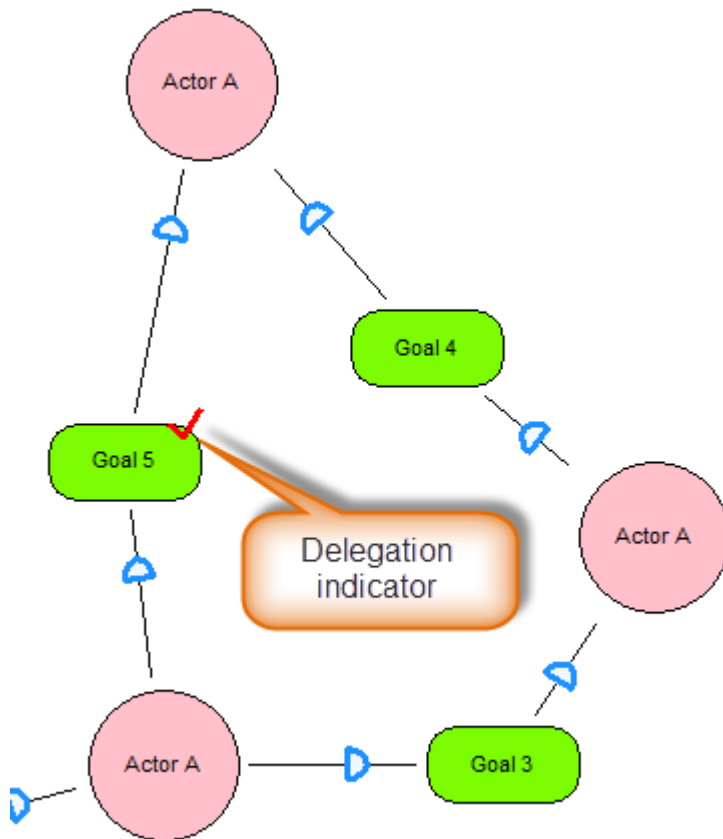 Actor A
Goal 4
Goal 5
Actor A
Delegation
indicator
Actor A
Goal 3